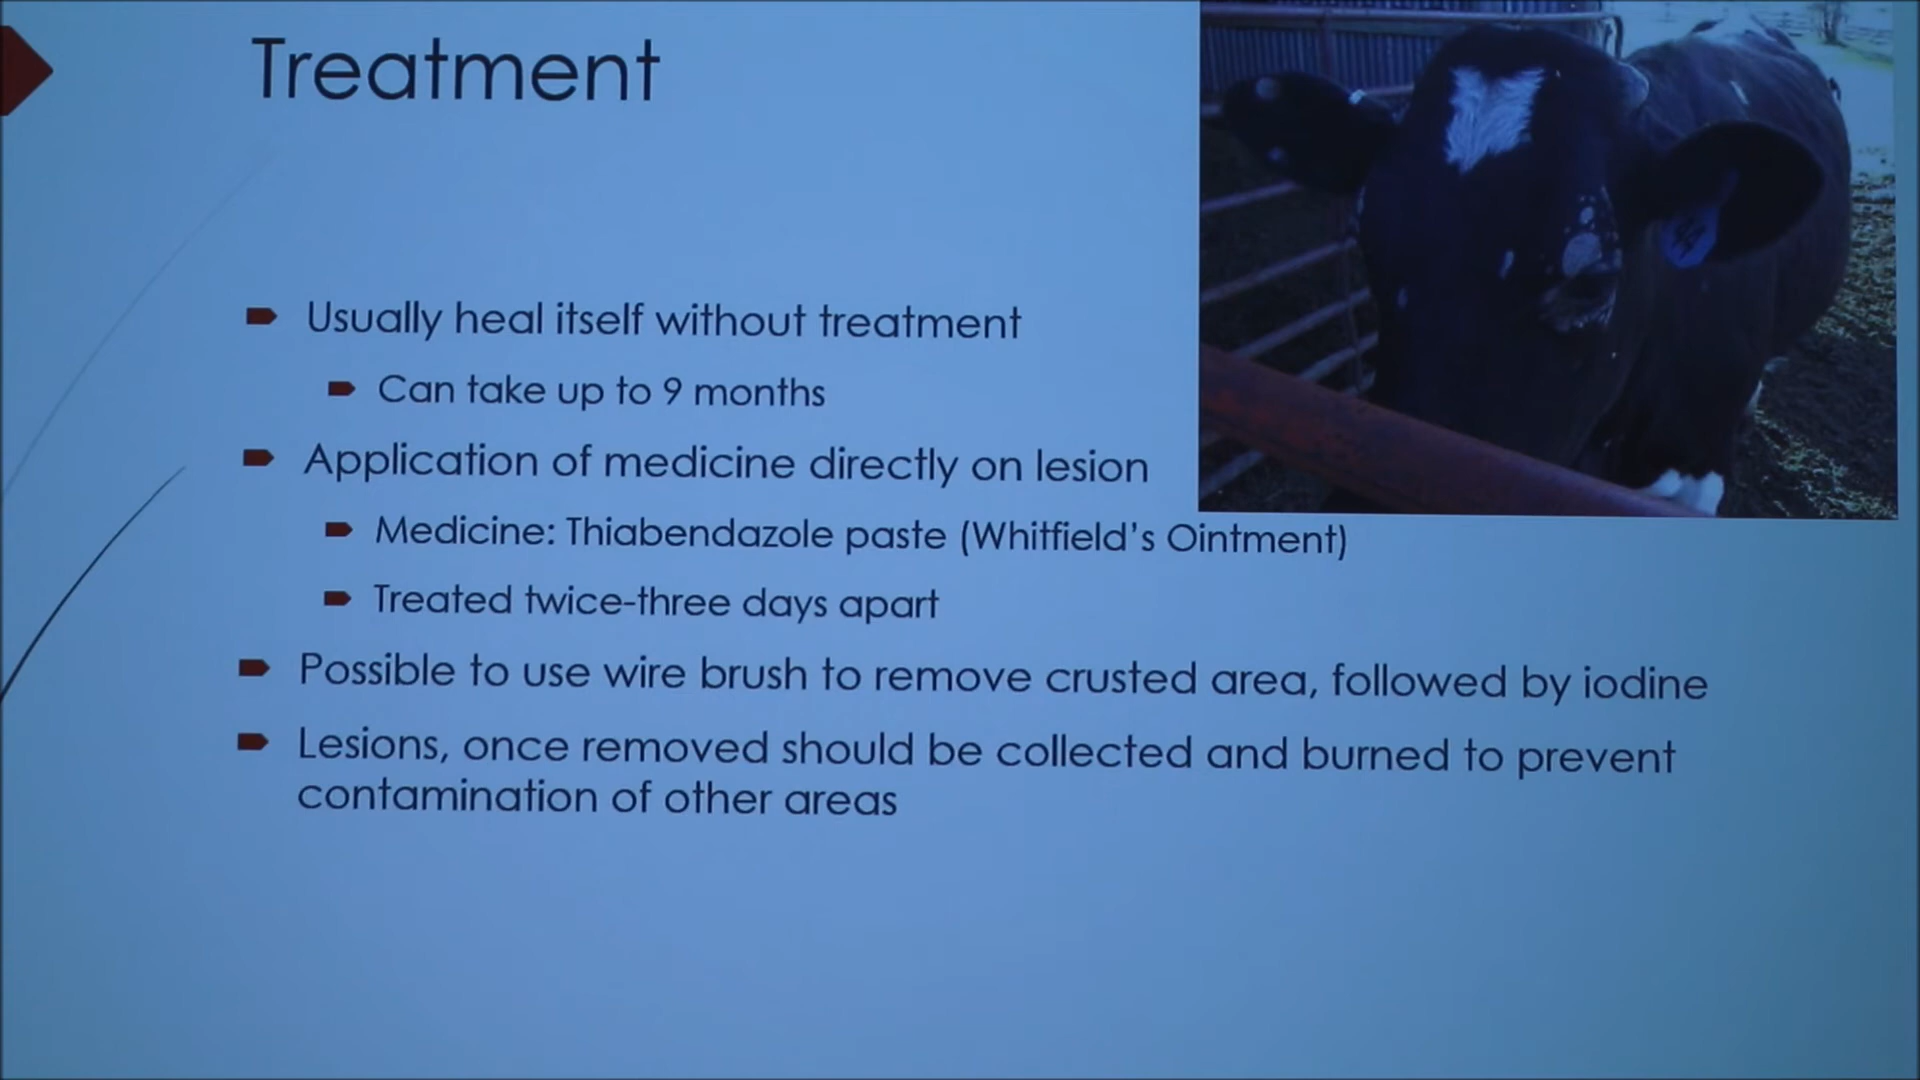 Treatment
Usually heal itself without treatment
Can take up to 9 months
Application of medicine directly on lesion
Medicine: Thiabendazole paste (Whitfield's Ointment)
Treated twice-three days apart
Possible to use wire brush to remove crusted area, followed by iodine
Lesions, once removed should be collected and burned to prevent
contamination of other areas